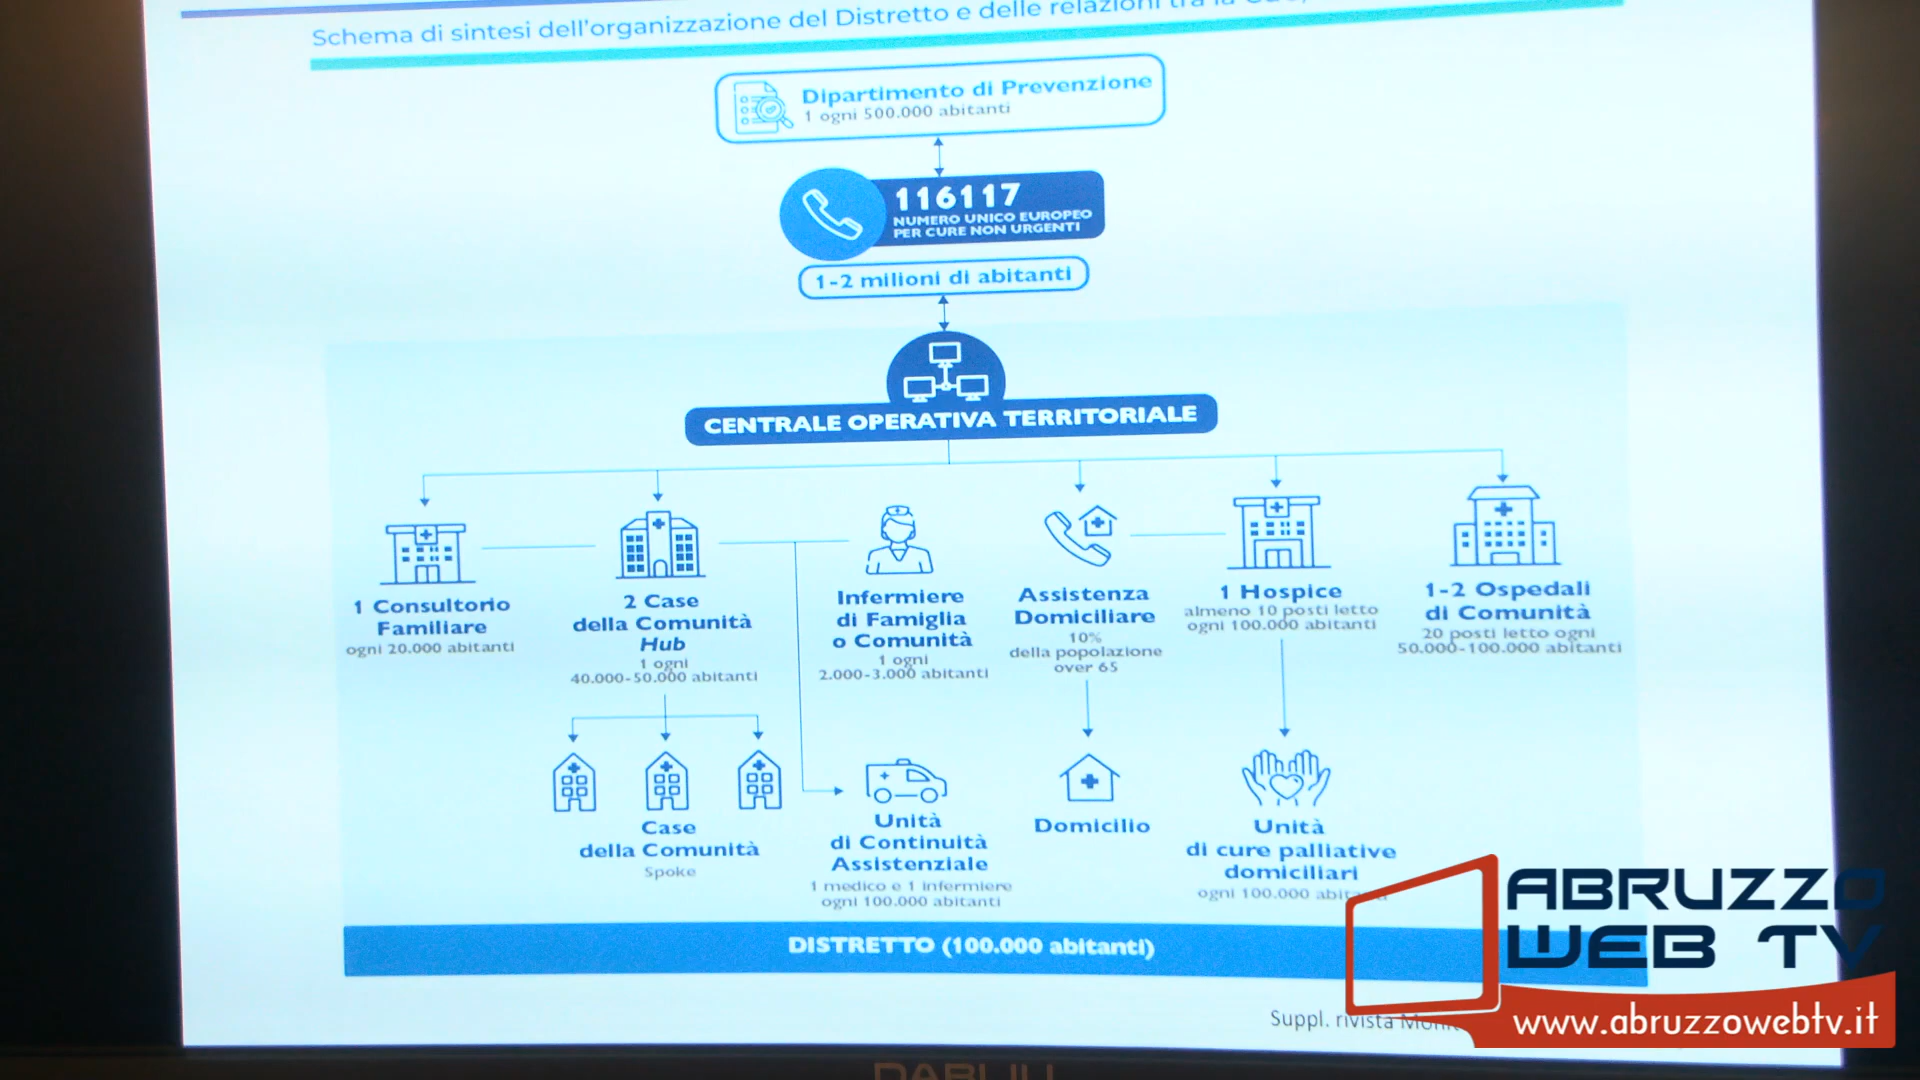 Schema di sintesi dell'organizzazione del Distretto e delle relazioni tra la
Dipartimento di Prevenzione
1 ogni 500.000 abitanti
116117
NUMERO UNICO EUROPEO
PER CURE NON URGENTI
1-2 milioni di abitanti
CENTRALE OPERATIVA TERRITORIALE
1 Consultorio
Familiare
ogni 20.000 abitanti
2 Case
della Comunità
Hub
1 ogni
40.000-50.000 abitanti
Infermiere
di Famiglia
o Comunità
1 ogni
2.000-3.000 abitanti
Assistenza
Domiciliare
10%
della popolazione
over 65
1 Hospice
almeno 10 posti letto
ogni 100.000 abitanti
1-2 Ospedali
di Comunità
20 posti letto ogni
50.000-100.000 abitanti
Case
della Comunità
Spoke
Unità
di Continuità
Assistenziale
1 medico e 1 infermiere
ogni 100.000 abitanti
Domicilio
Unità
di cure palliative
domiciliari
ogni 100.000
DISTRETTO (100.000 abitanti)
Suppl. rivista
ABRUZZO
WEB TV
www.abruzzowebtv.it